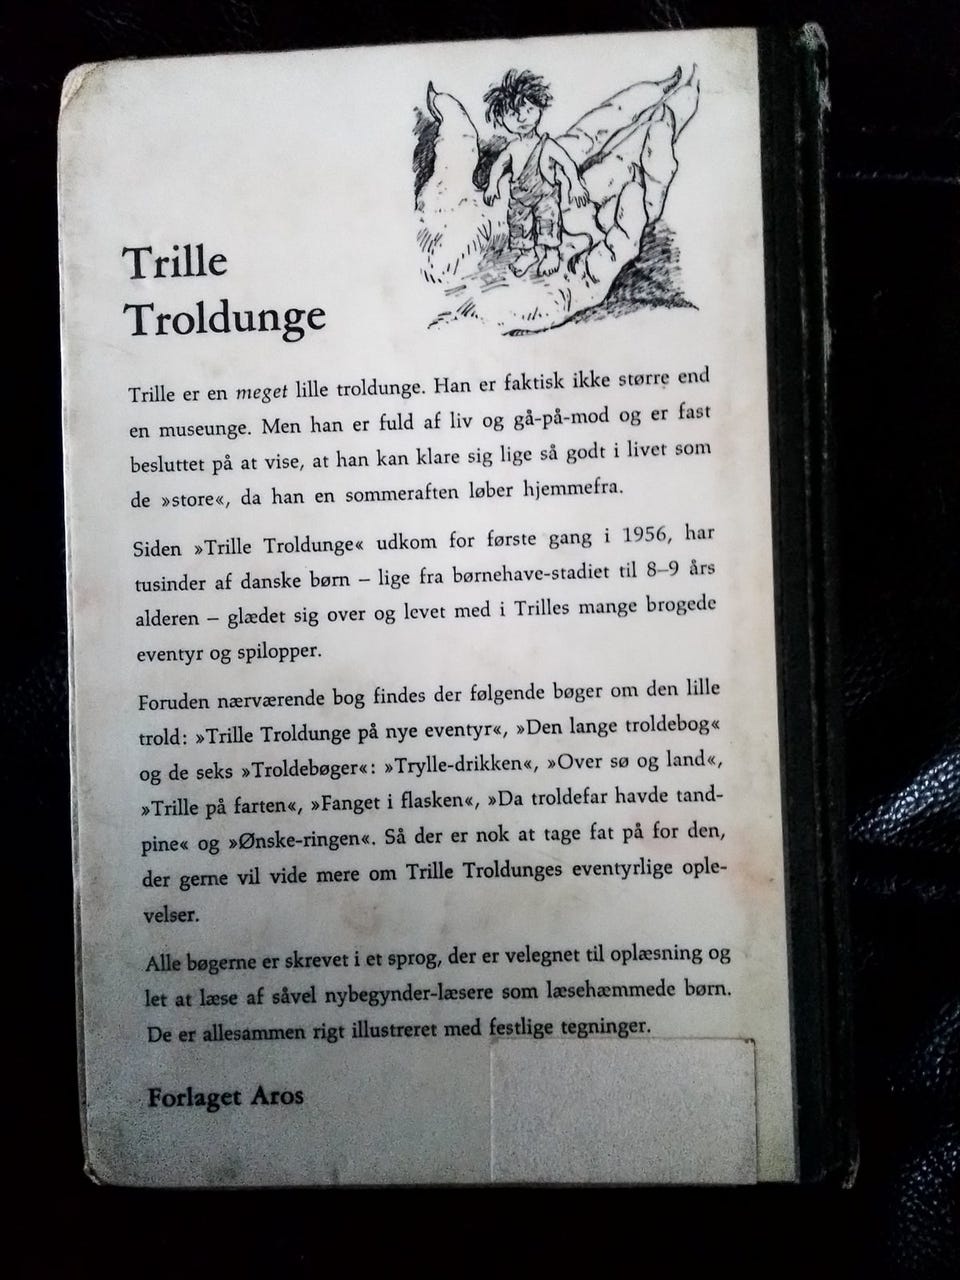 Trille
Troldunge
Trille er en meget lille troldunge. Han er faktisk ikke større end
en museunge. Men han er fuld af liv og gå-på-mod og er fast
besluttet på at vise, at han kan klare sig lige så godt i livet som
de »store«, da han en sommeraften løber hjemmefra.
Siden »Trille Troldunge« udkom for første gang i 1956, har
tusinder af danske børn – lige fra børnehave-stadiet til 8–9 års
alderen – glædet sig over og levet med i Trilles mange brogede
eventyr og spilopper.
Foruden nærværende bog findes der følgende bøger om den lille
trold: »Trille Troldunge på nye eventyr«, »Den lange troldebog«
og de seks »Troldebøger«: »Trylle-drikken«, »Over sø og land«,
»Trille på farten«, »Fanget i flasken«, »Da troldefar havde tand-
pine« og »Ønske-ringen«. Så der er nok at tage fat på for den,
der gerne vil vide mere om Trille Troldunges eventyrlige ople-
velser.
Alle bøgerne er skrevet i et sprog, der er velegnet til oplæsning og
let at læse af såvel nybegynder-læsere som læsehæmmede børn.
De er allesammen rigt illustreret med festlige tegninger.
Forlaget Aros